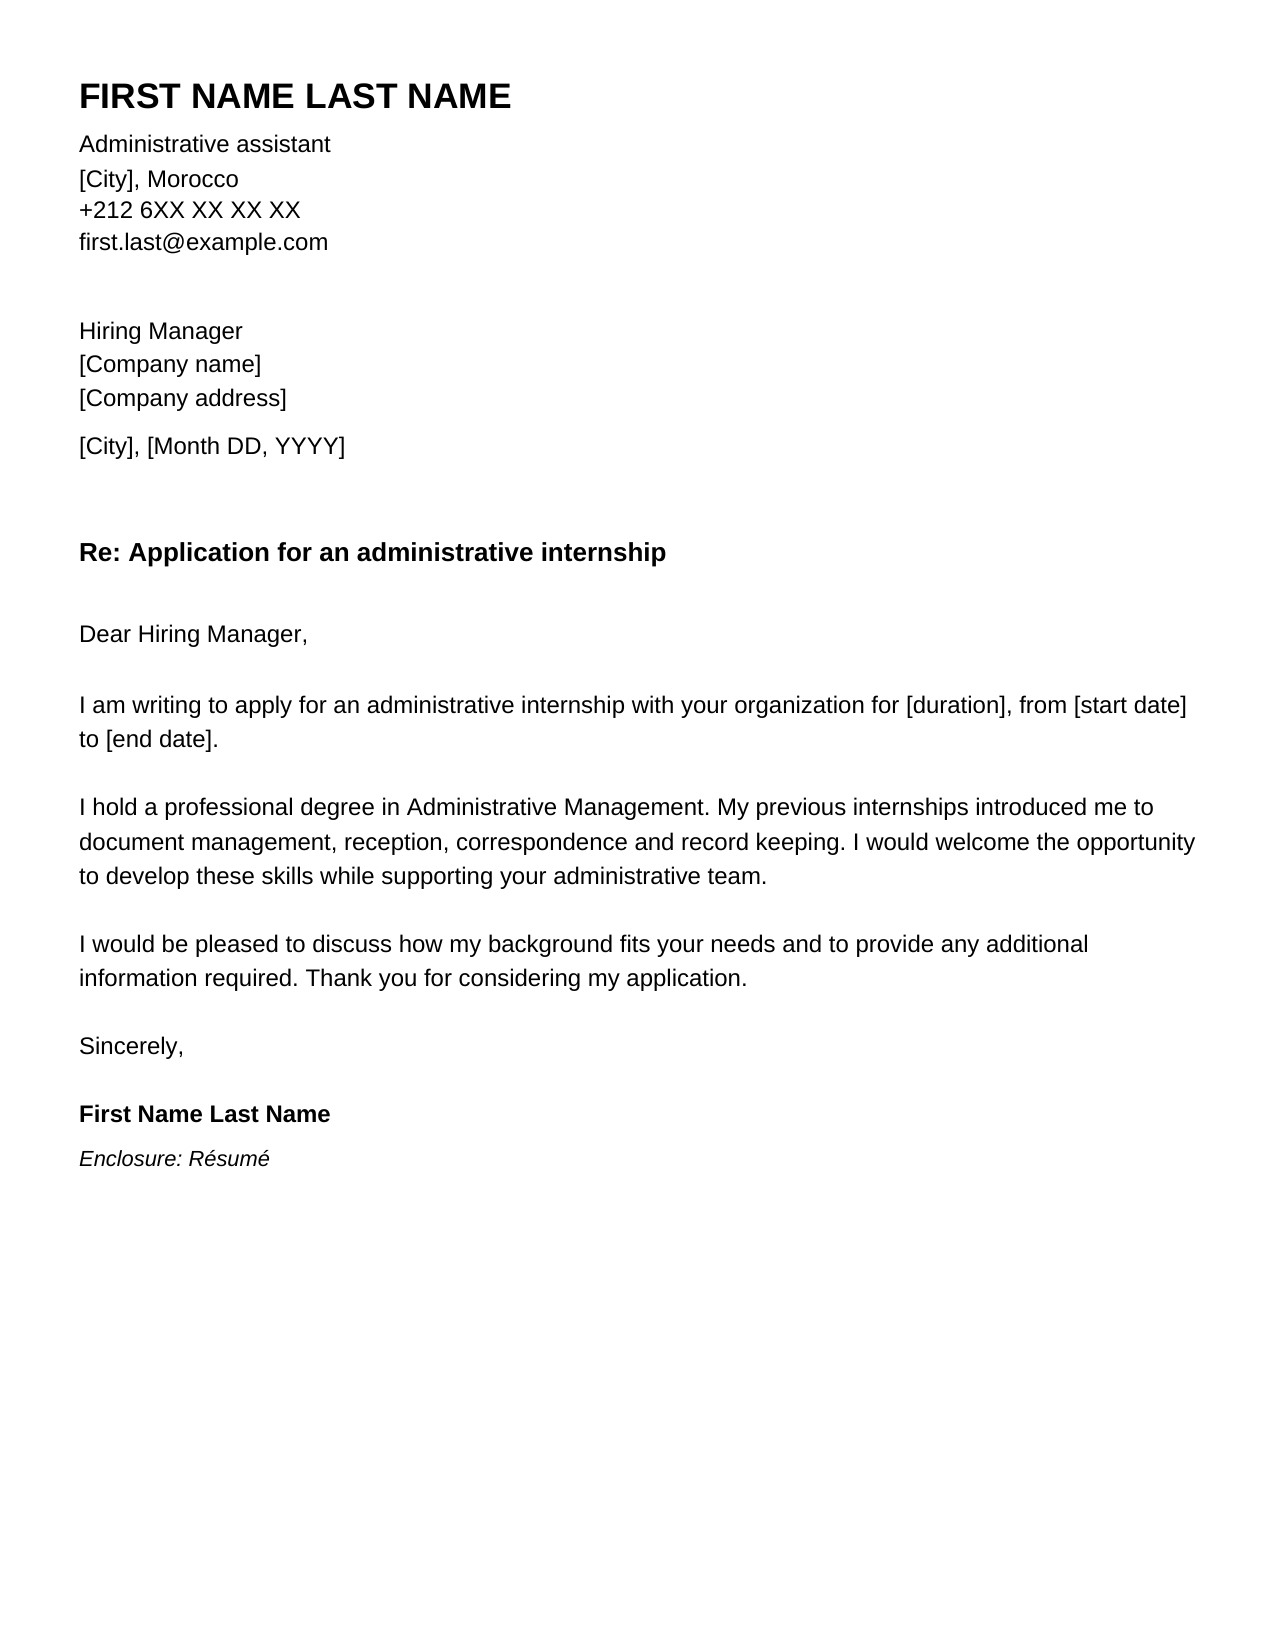 FIRST NAME LAST NAME
Administrative assistant
[City], Morocco
+212 6XX XX XX XX
first.last@example.com
Hiring Manager
[Company name]
[Company address]
[City], [Month DD, YYYY]
Re: Application for an administrative internship
Dear Hiring Manager,
I am writing to apply for an administrative internship with your organization for [duration], from [start date]
to [end date].
I hold a professional degree in Administrative Management. My previous internships introduced me to
document management, reception, correspondence and record keeping. I would welcome the opportunity
to develop these skills while supporting your administrative team.
I would be pleased to discuss how my background fits your needs and to provide any additional
information required. Thank you for considering my application.
Sincerely,
First Name Last Name
Enclosure: Résumé